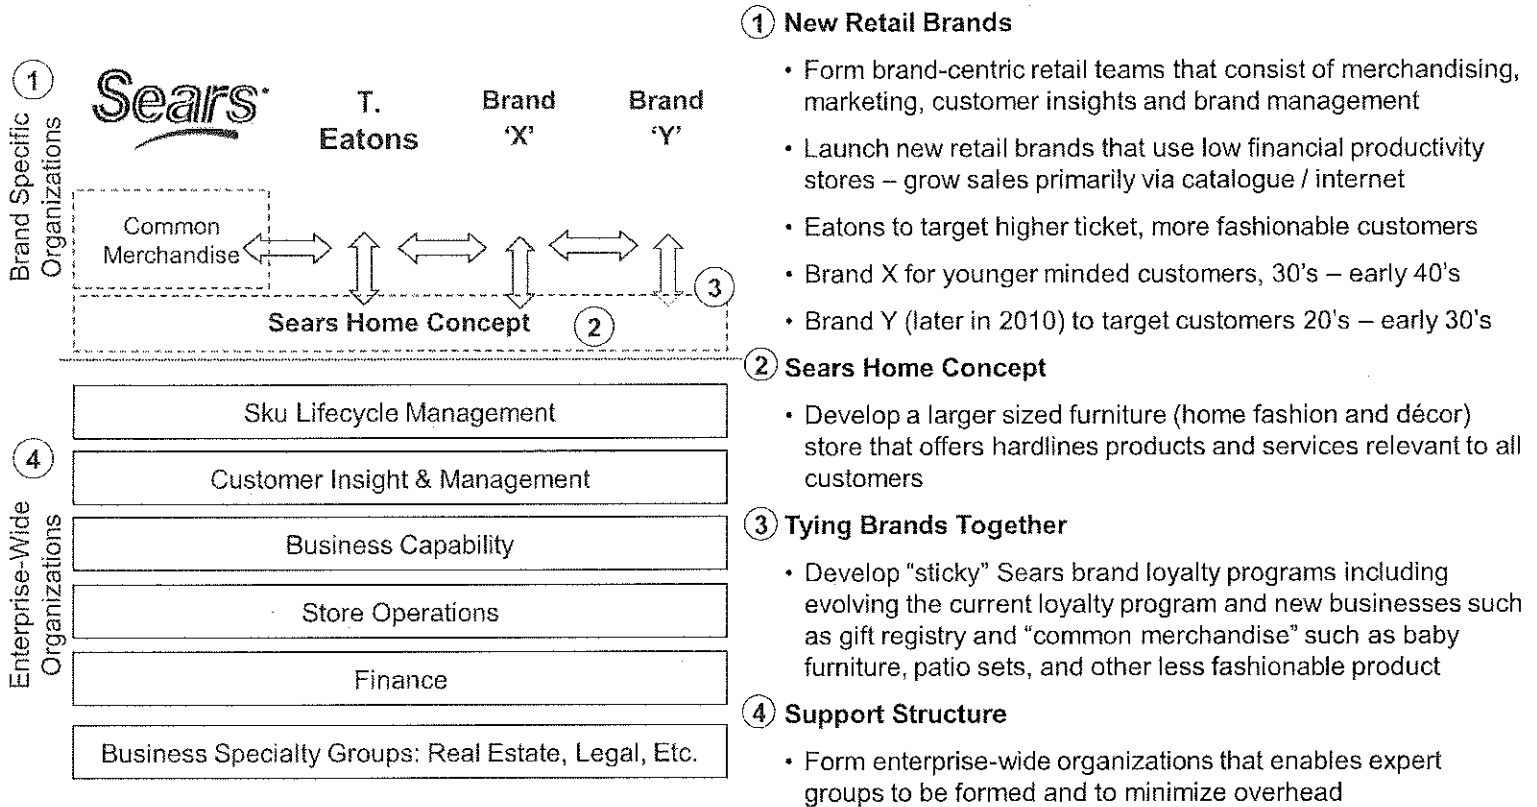 1
Brand Specific
Organizations
Sears
T.
Eatons
Brand
'X'
Brand
'Y'
Common
Merchandise
3
Sears Home Concept
2
4
Enterprise-Wide
Organizations
Sku Lifecycle Management
Customer Insight & Management
Business Capability
Store Operations
Finance
Business Specialty Groups: Real Estate, Legal, Etc.
1 New Retail Brands
• Form brand-centric retail teams that consist of merchandising,
marketing, customer insights and brand management
• Launch new retail brands that use low financial productivity
stores – grow sales primarily via catalogue / internet
• Eatons to target higher ticket, more fashionable customers
• Brand X for younger minded customers, 30's – early 40's
• Brand Y (later in 2010) to target customers 20's – early 30's
2 Sears Home Concept
• Develop a larger sized furniture (home fashion and décor)
store that offers hardlines products and services relevant to all
customers
3 Tying Brands Together
• Develop "sticky" Sears brand loyalty programs including
evolving the current loyalty program and new businesses such
as gift registry and "common merchandise" such as baby
furniture, patio sets, and other less fashionable product
4 Support Structure
• Form enterprise-wide organizations that enables expert
groups to be formed and to minimize overhead